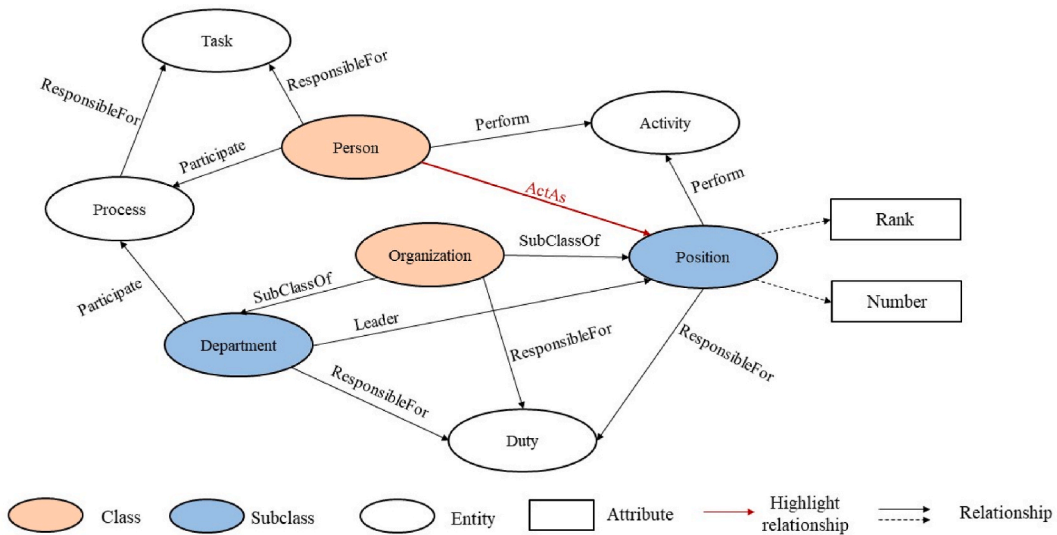 Task
ResponsibleFor
ResponsibleFor
Person
Perform
Activity
Participate
ActAs
Perform
Process
Rank
Organization
SubClassOf
Position
Participate
SubClassOf
Number
Leader
Department
ResponsibleFor
ResponsibleFor
ResponsibleFor
Duty
Class
Subclass
Entity
Attribute
Highlight
relationship
Relationship